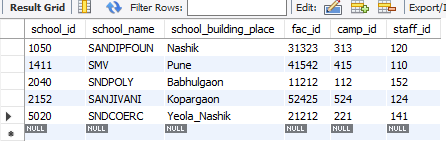 Result Grid Filter Rows: Edit: Export/I
school_id school_name school_building_place fac_id camp_id staff_id
1050 SANDIPFOUN Nashik 31323 313 120
1411 SMV Pune 41542 415 110
2040 SNDPOLY Babhulgaon 11212 112 152
2152 SANJIVANI Kopargaon 52425 524 124
5020 SNDCOERC Yeola_Nashik 21212 221 141
NULL NULL NULL NULL NULL NULL